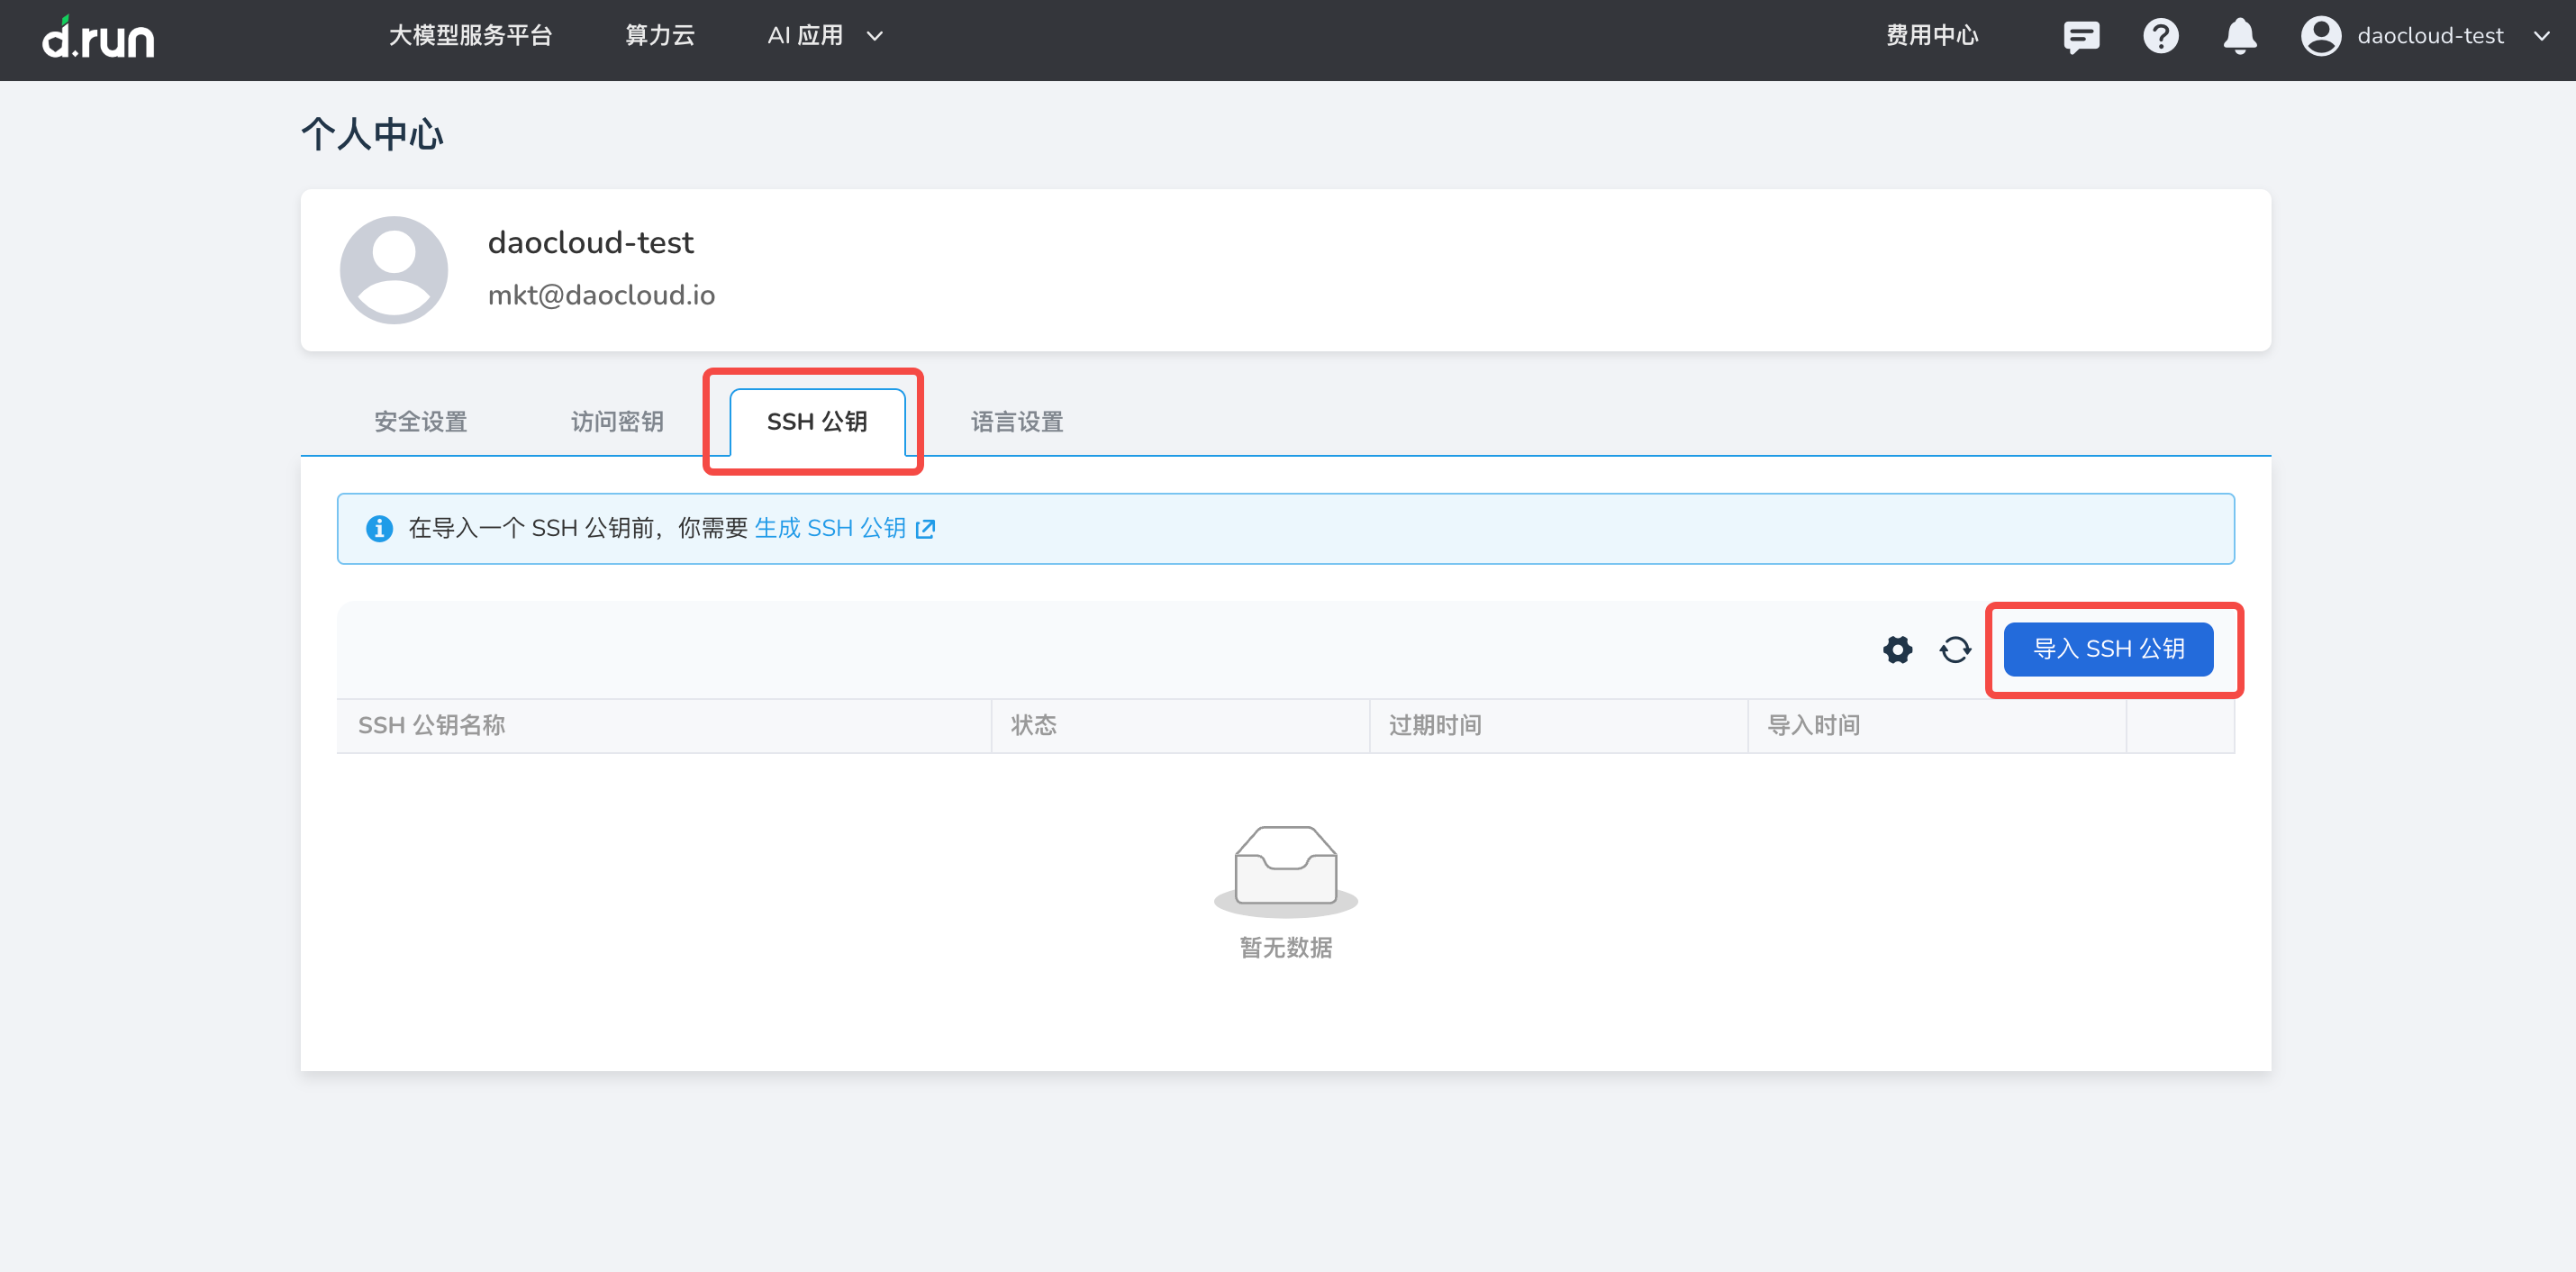 d.run 大模型服务平台 算力云 AI 应用 费用中心 daocloud-test
个人中心
daocloud-test
mkt@daocloud.io
安全设置 访问密钥 SSH 公钥 语言设置
在导入一个 SSH 公钥前，你需要 生成 SSH 公钥
导入 SSH 公钥
SSH 公钥名称 状态 过期时间 导入时间
暂无数据